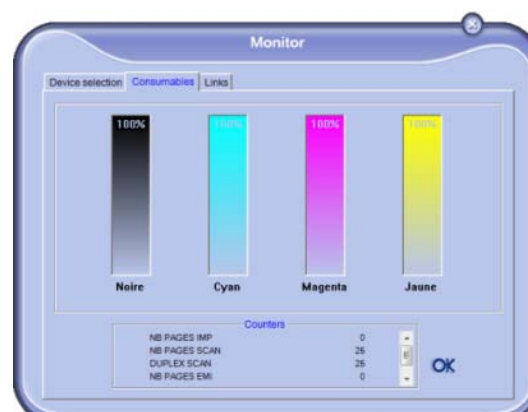 Monitor
Device selection Consumables Links
100% 100% 100% 100%
Noire Cyan Magenta Jaune
Counters
NB PAGES IMP 0
NB PAGES SCAN 26
DUPLEX SCAN 26
NB PAGES EMI 0
OK